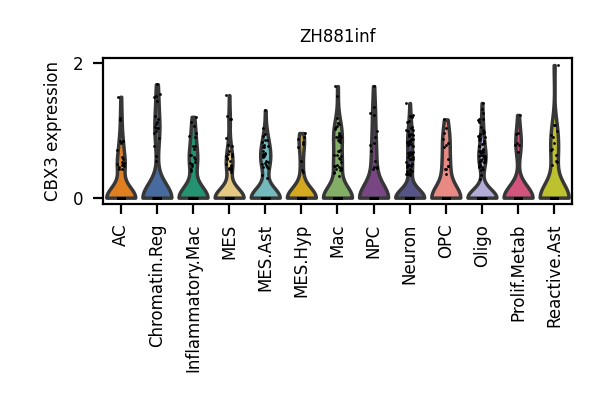 ZH881inf
CBX3 expression
2
0
AC
Chromatin.Reg
Inflammatory.Mac
MES
MES.Ast
MES.Hyp
Mac
NPC
Neuron
OPC
Oligo
Prolif.Metab
Reactive.Ast